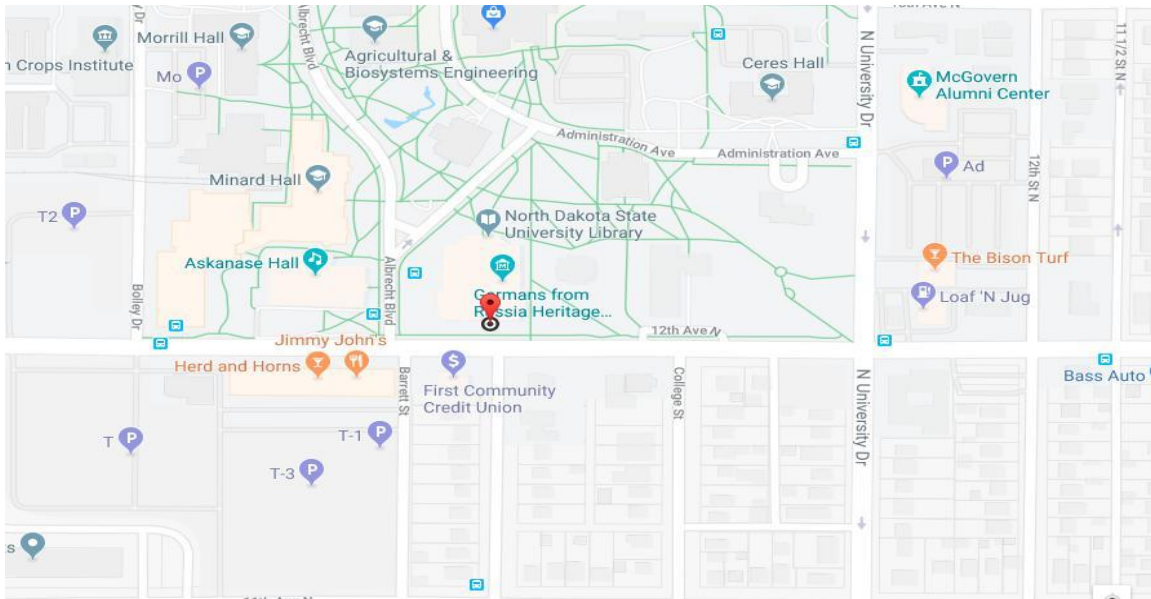 Morrill Hall
Crops Institute
Mo
P
Albrecht Blvd
Agricultural &
Biosystems Engineering
Ceres Hall
N University Dr
McGovern
Alumni Center
11 1/2 St N
Administration Ave
Administration Ave
P
Ad
12th St N
Minard Hall
T2
P
North Dakota State
University Library
Askanase Hall
Albrecht Blvd
Bolley Dr
Germans from
Russia Heritage...
The Bison Turf
Loaf 'N Jug
12th Ave N
Jimmy John's
Herd and Horns
$
First Community
Credit Union
Barrett St
College St
N University Dr
Bass Auto
T
P
T-1
P
T-3
P